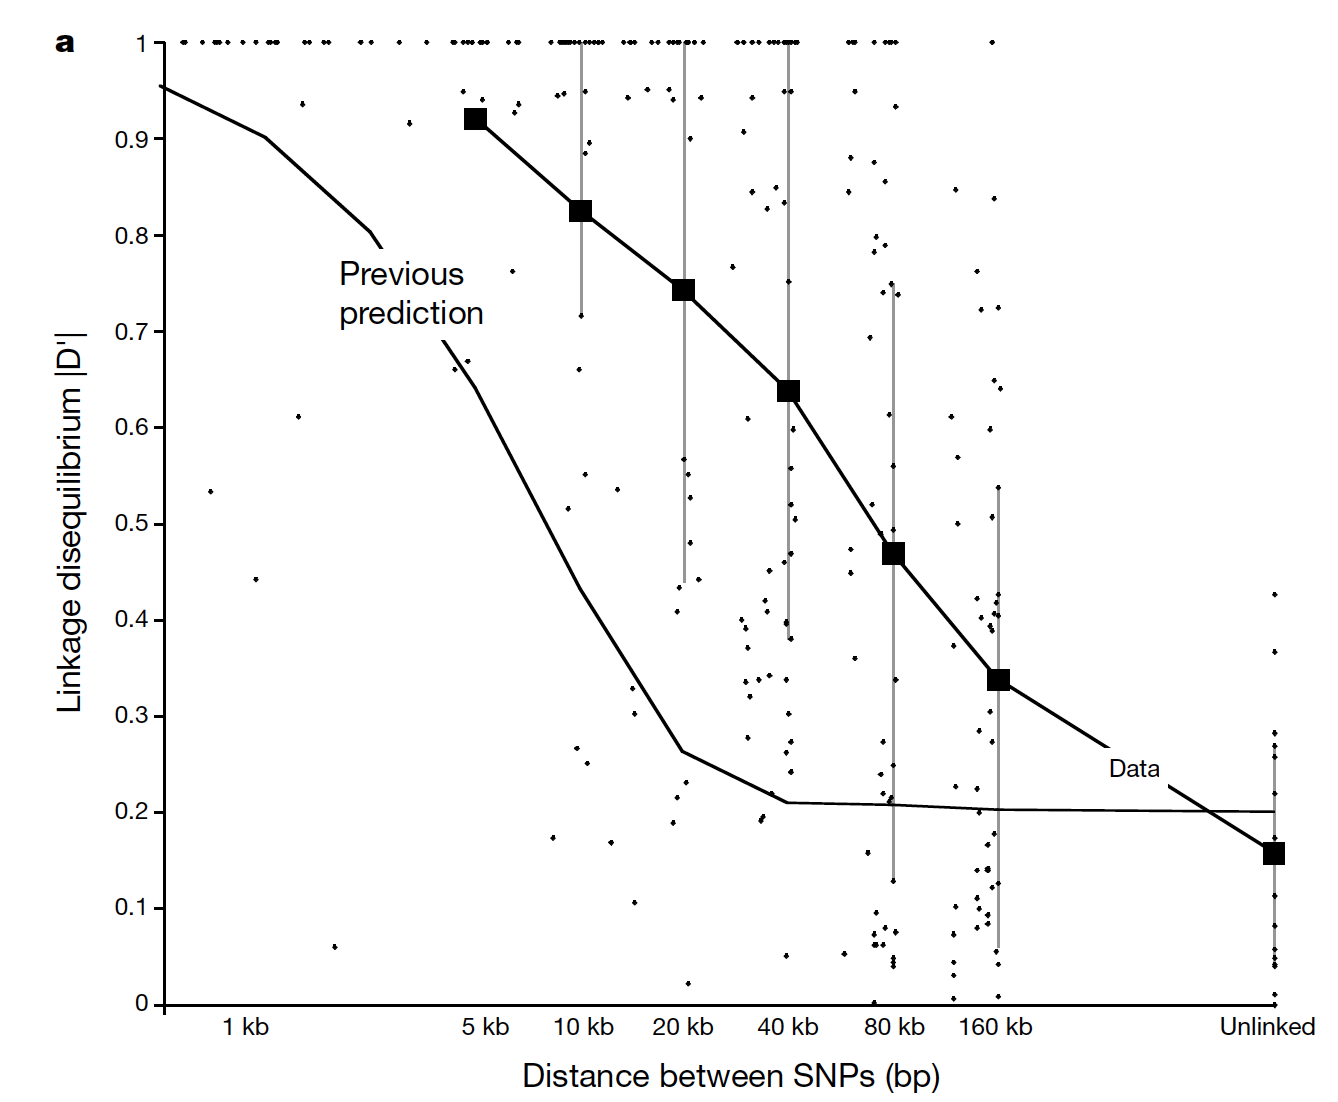 a
1
0.9
0.8
0.7
0.6
0.5
0.4
0.3
0.2
0.1
0
Linkage disequilibrium |D'|
Previous
prediction
Data
1 kb 5 kb 10 kb 20 kb 40 kb 80 kb 160 kb Unlinked
Distance between SNPs (bp)